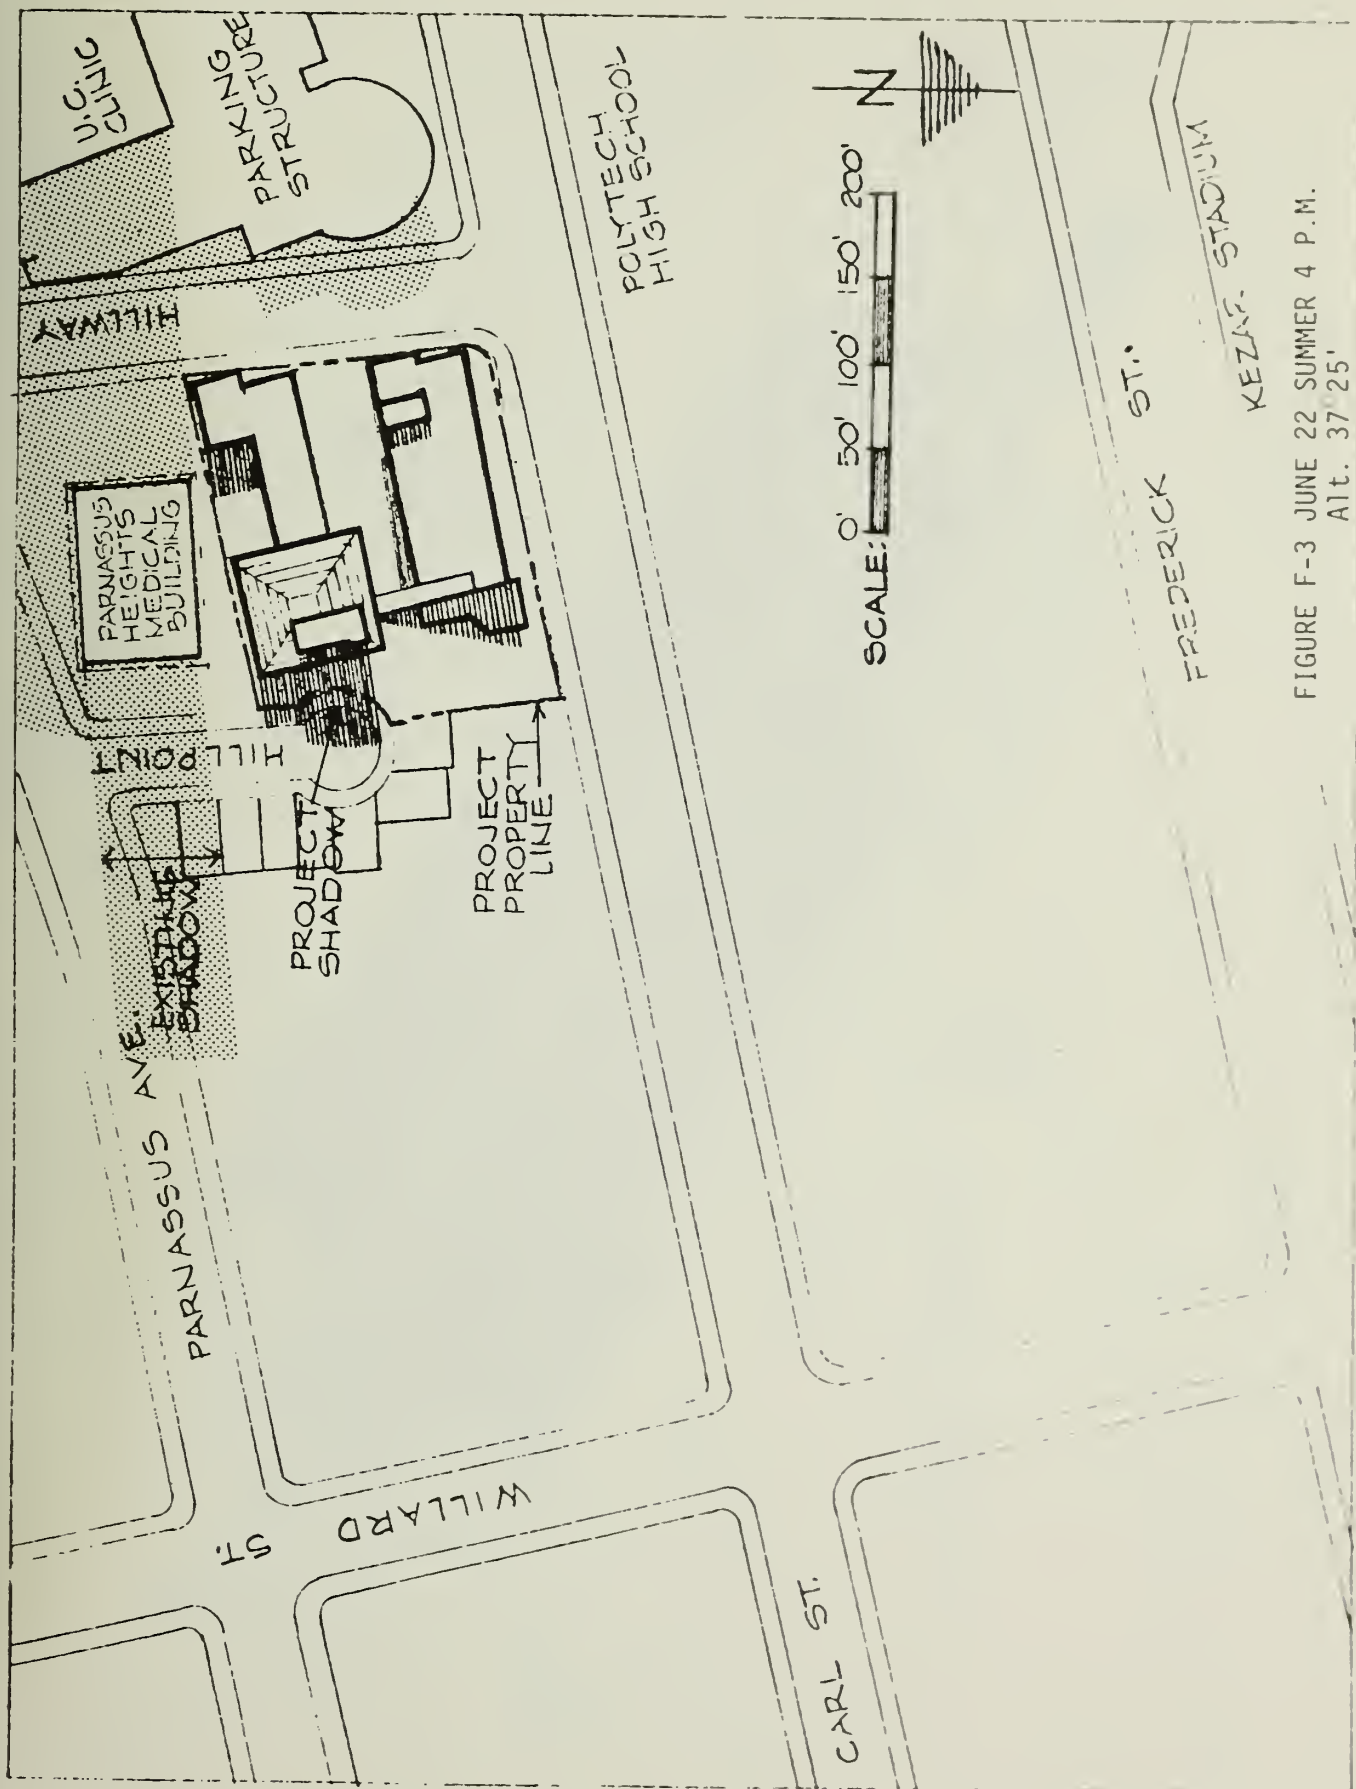 U.C.
CLINIC
PARKING
STRUCTURE
HILLWAY
PARNASSUS
HEIGHTS
MEDICAL
BUILDING
HILL POINT
EXISTING
SHADOW
PROJECT
SHADOW
PROJECT
PROPERTY
LINE
PARNASSUS AVE.
WILLARD ST.
CARL ST.
POLYTECH
HIGH SCHOOL
N
SCALE: 0' 50' 100' 150' 200'
FREDERICK ST.
KEZAR STADIUM
FIGURE F-3 JUNE 22 SUMMER 4 P.M.
Alt. 37°25'